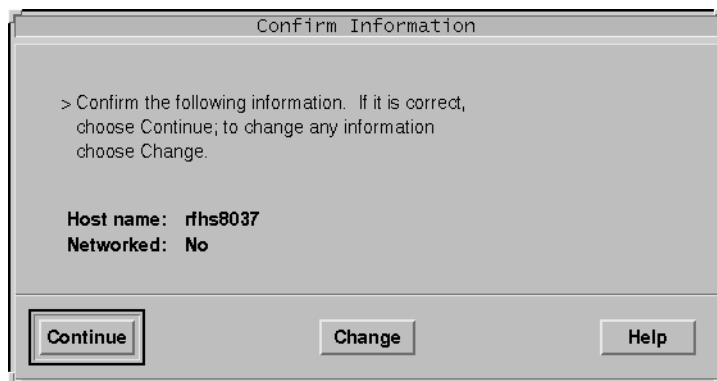 Confirm Information
> Confirm the following information. If it is correct,
choose Continue; to change any information
choose Change.
Host name: rfhs8037
Networked: No
Continue Change Help